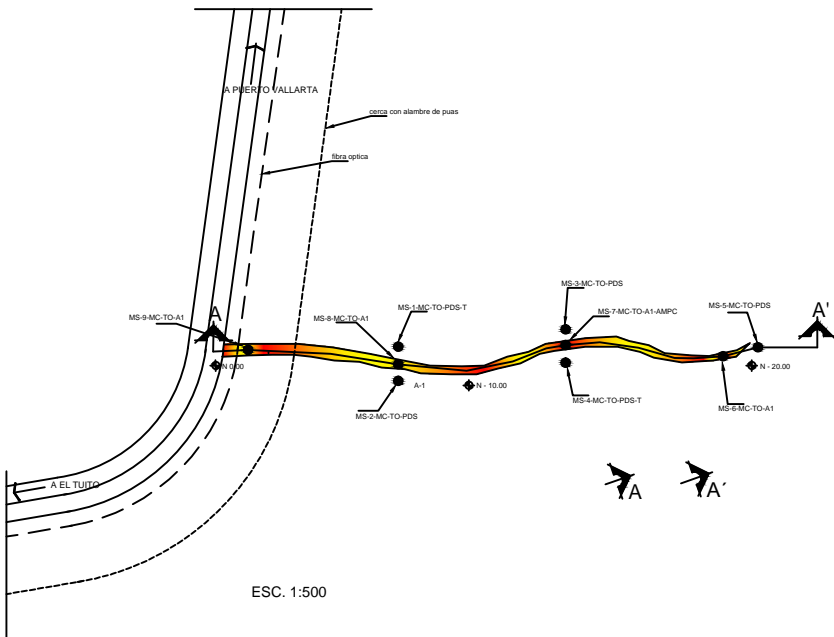 A PUERTO VALLARTA
cerca con alambre de puas
fibra optica
MS-3-MC-TO-PDS
MS-1-MC-TO-PDS-T
MS-7-MC-TO-A1-AMPC
MS-5-MC-TO-PDS
A'
MS-9-MC-TO-A1
A
MS-8-MC-TO-A1
N 0.00
A-1
N - 10.00
N - 20.00
MS-2-MC-TO-PDS
MS-4-MC-TO-PDS-T
MS-6-MC-TO-A1
A EL TUITO
A
A´
ESC. 1:500